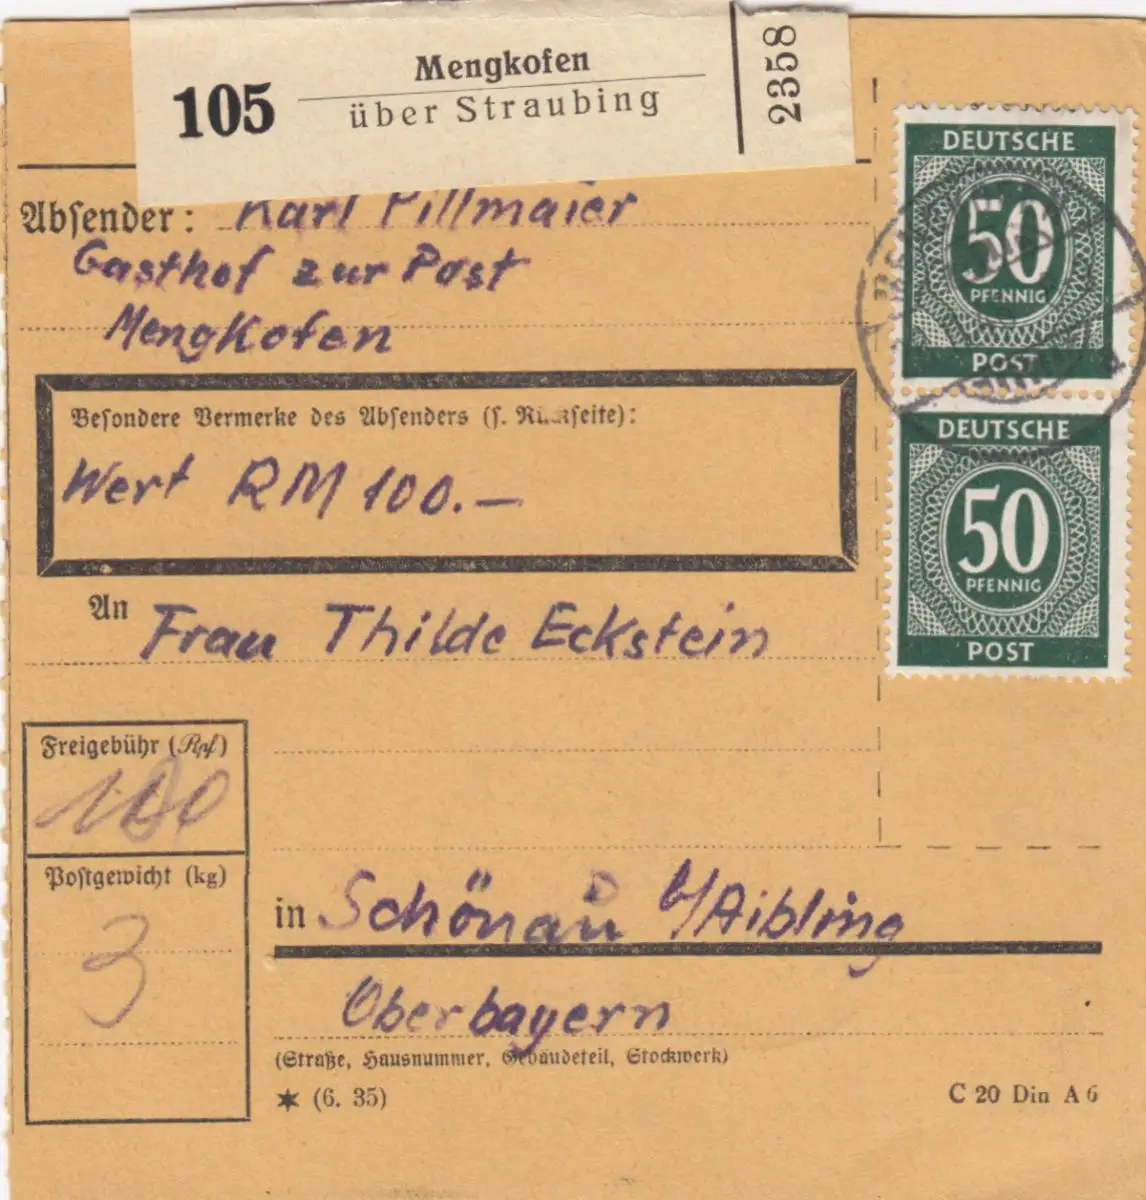 105
Mengkofen
über Straubing
2358
Absender: Karl Pillmaier
Gasthof zur Post
Mengkofen
Besondere Vermerke des Absenders (s. Rückseite):
Wert RM 100.—
An Frau Thilde Eckstein
DEUTSCHE
50
PFENNIG
POST
DEUTSCHE
50
PFENNIG
POST
Freigebühr (Rpf)
100
Postgewicht (kg)
3
in Schönau b/Aibling
Oberbayern
(Straße, Hausnummer, Gebäudeteil, Stockwerk)
✶ (6. 35)
C 20 Din A 6